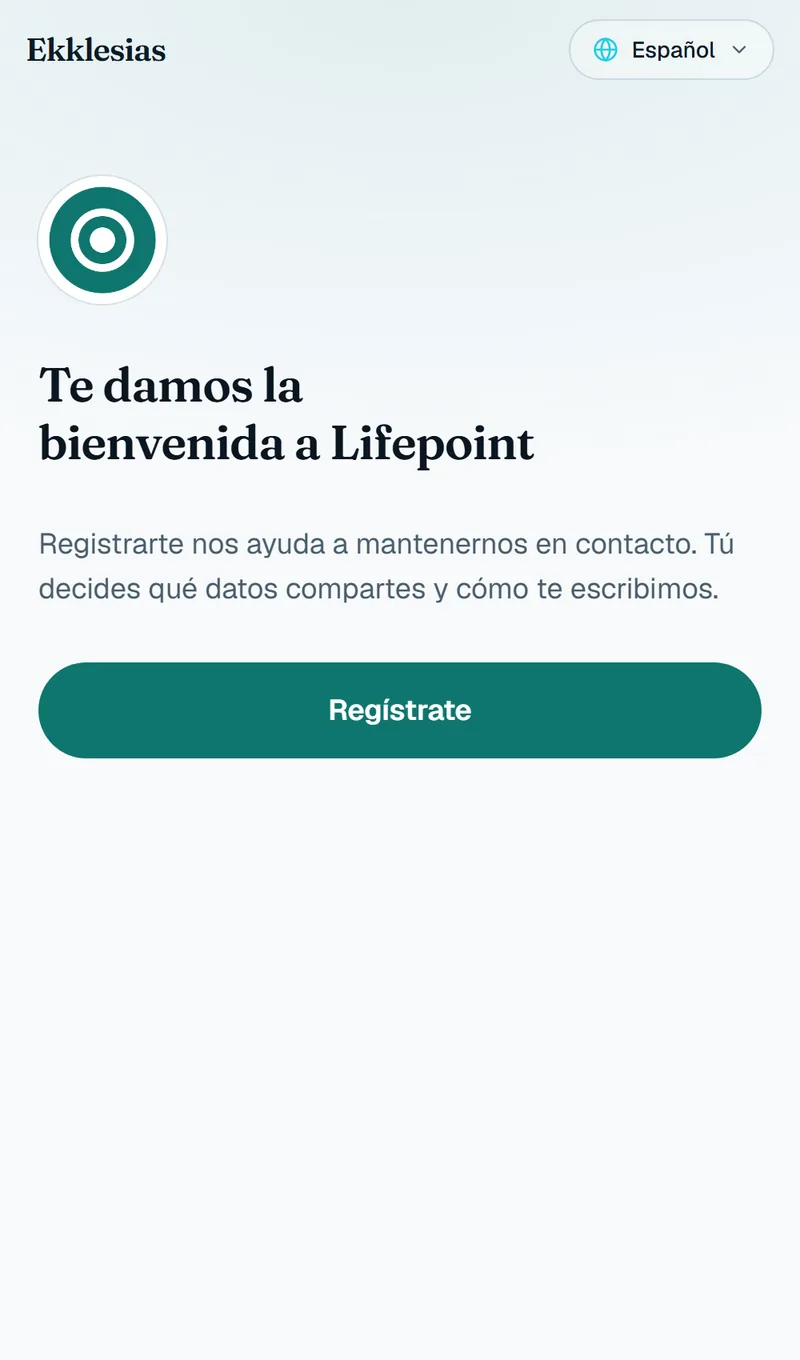 Ekklesias
Español
Te damos la
bienvenida a Lifepoint
Registrarte nos ayuda a mantenernos en contacto. Tú
decides qué datos compartes y cómo te escribimos.
Regístrate